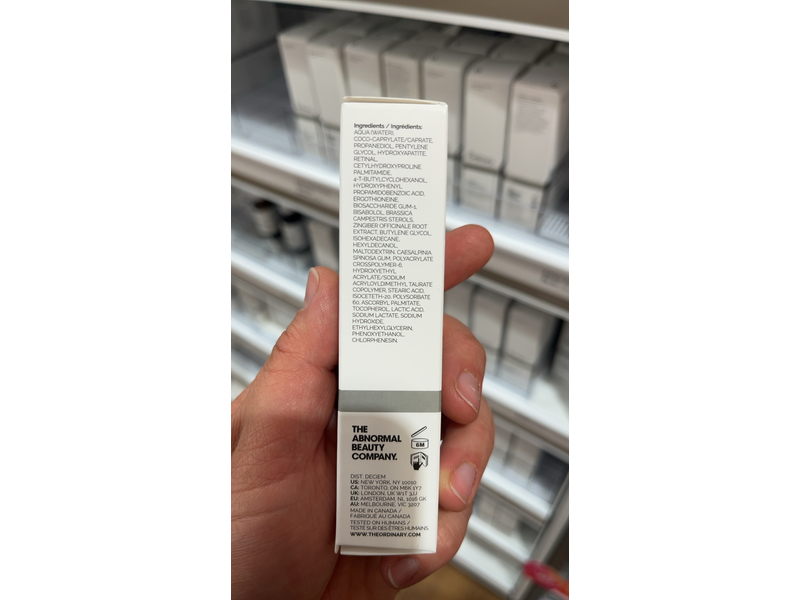 Ingredients / Ingrédients:
AQUA (WATER),
COCO-CAPRYLATE/CAPRATE,
PROPANEDIOL, PENTYLENE
GLYCOL, HYDROXYAPATITE,
RETINAL,
CETYLHYDROXYPROLINE
PALMITAMIDE,
4-T-BUTYLCYCLOHEXANOL,
HYDROXYPHENYL
PROPAMIDOBENZOIC ACID,
ERGOTHIONEINE,
BIOSACCHARIDE GUM-1,
BISABOLOL, BRASSICA
CAMPESTRIS STEROLS,
ZINGIBER OFFICINALE ROOT
EXTRACT, BUTYLENE GLYCOL,
ISOHEXADECANE,
HEXYLDECANOL,
MALTODEXTRIN, CAESALPINIA
SPINOSA GUM, POLYACRYLATE
CROSSPOLYMER-6,
HYDROXYETHYL
ACRYLATE/SODIUM
ACRYLOYLDIMETHYL TAURATE
COPOLYMER, STEARIC ACID,
ISOCETETH-20, POLYSORBATE
60, ASCORBYL PALMITATE,
TOCOPHEROL, LACTIC ACID,
SODIUM LACTATE, SODIUM
HYDROXIDE,
ETHYLHEXYLGLYCERIN,
PHENOXYETHANOL,
CHLORPHENESIN.
THE
ABNORMAL
BEAUTY
COMPANY.
6M
DIST. DECIEM
US: NEW YORK, NY 10010
CA: TORONTO, ON M6K 1Y7
UK: LONDON, UK W1T 3JJ
EU: AMSTERDAM, NL 1016 GK
AU: MELBOURNE, VIC 3207
MADE IN CANADA /
FABRIQUÉ AU CANADA
TESTED ON HUMANS /
TESTÉ SUR DES ÊTRES HUMAINS.
WWW.THEORDINARY.COM